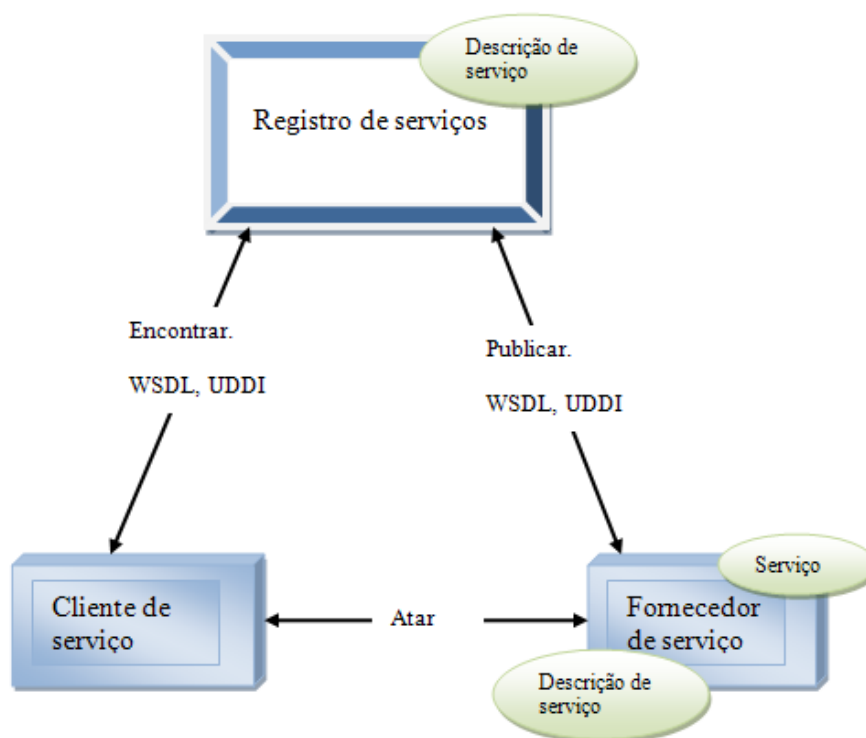 Descrição de
serviço
Registro de serviços
Encontrar.
WSDL, UDDI
Publicar.
WSDL, UDDI
Serviço
Cliente de
serviço
Atar
Fornecedor
de serviço
Descrição de
serviço